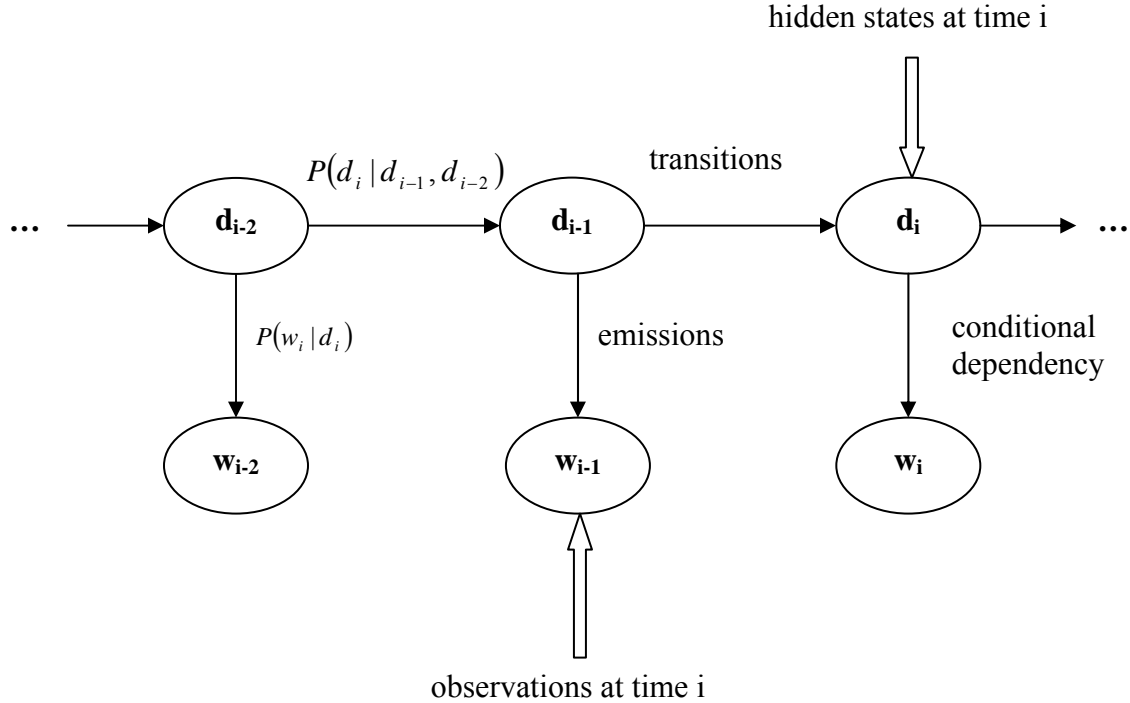 hidden states at time i
P(d_i | d_{i-1}, d_{i-2})
transitions
... d_{i-2} d_{i-1} d_i ...
P(w_i | d_i)
emissions
conditional
dependency
w_{i-2} w_{i-1} w_i
observations at time i